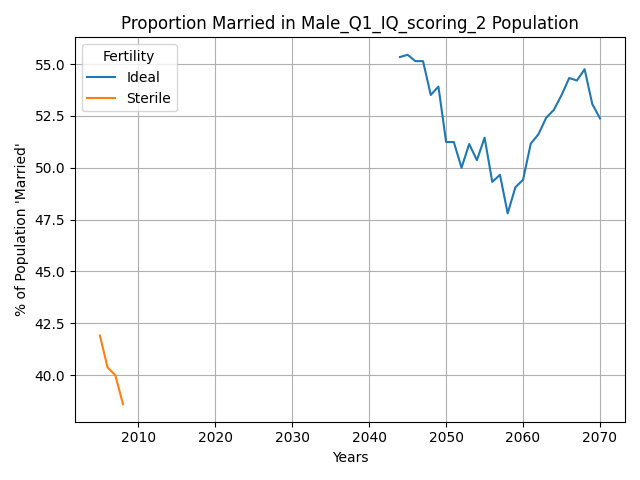 Proportion Married in Male_Q1_IQ_scoring_2 Population
Fertility
Ideal
Sterile
% of Population 'Married'
55.0
52.5
50.0
47.5
45.0
42.5
40.0
2010 2020 2030 2040 2050 2060 2070
Years